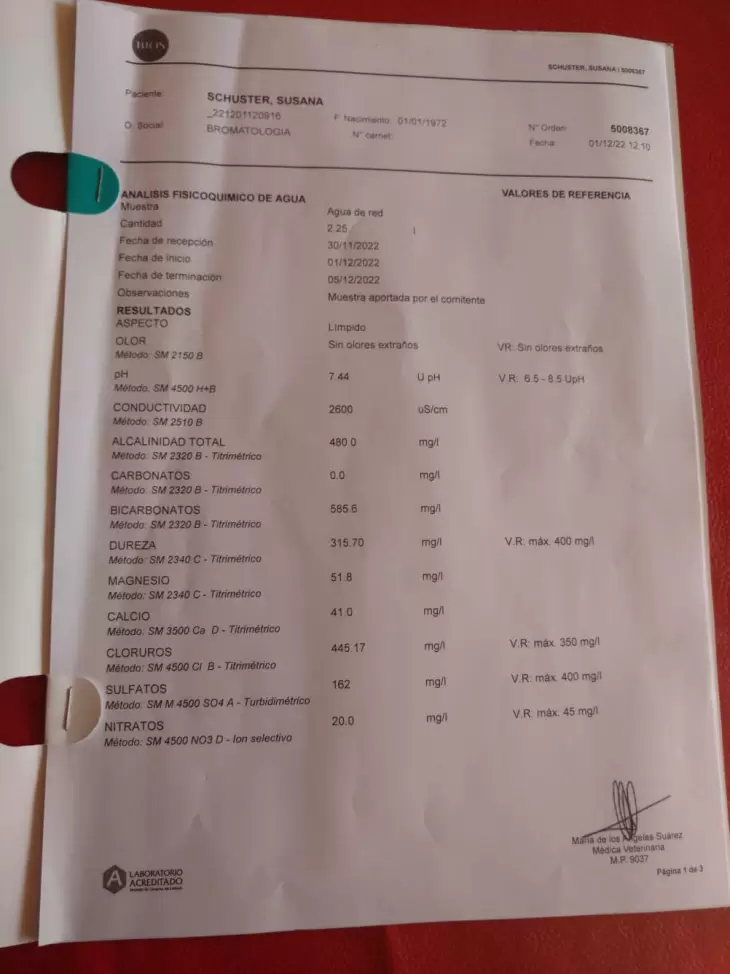 BIOS
SCHUSTER, SUSANA | 5008367
Paciente: SCHUSTER, SUSANA
_221201120916 F Nacimiento: 01/01/1972 N° Orden: 5008367
O. Social: BROMATOLOGIA N° carnet: Fecha: 01/12/22 12:10
ANALISIS FISICOQUIMICO DE AGUA VALORES DE REFERENCIA
Muestra Agua de red
Cantidad 2.25 l
Fecha de recepción 30/11/2022
Fecha de inicio 01/12/2022
Fecha de terminación 05/12/2022
Observaciones Muestra aportada por el comitente
RESULTADOS
ASPECTO Límpido
OLOR Sin olores extraños VR: Sin olores extraños
Método: SM 2150 B
pH 7.44 U pH V.R: 6.5 - 8.5 UpH
Método. SM 4500 H+B
CONDUCTIVIDAD 2600 uS/cm
Método: SM 2510 B
ALCALINIDAD TOTAL 480.0 mg/l
Método: SM 2320 B - Titrimétrico
CARBONATOS 0.0 mg/l
Método: SM 2320 B - Titrimétrico
BICARBONATOS 585.6 mg/l
Método: SM 2320 B - Titrimétrico
DUREZA 315.70 mg/l V.R: máx. 400 mg/l
Método: SM 2340 C - Titrimétrico
MAGNESIO 51.8 mg/l
Método: SM 2340 C - Titrimétrico
CALCIO 41.0 mg/l
Método: SM 3500 Ca D - Titrimétrico
CLORUROS 445.17 mg/l V.R: máx. 350 mg/l
Método: SM 4500 Cl B - Titrimétrico
SULFATOS 162 mg/l V.R: máx. 400 mg/l
Método: SM M 4500 SO4 A - Turbidimétrico
NITRATOS 20.0 mg/l V.R: máx. 45 mg/l
Método: SM 4500 NO3 D - Ion selectivo
María de los Angeles Suárez
Médica Veterinaria
M.P. 9037
Página 1 de 3
A LABORATORIO
ACREDITADO